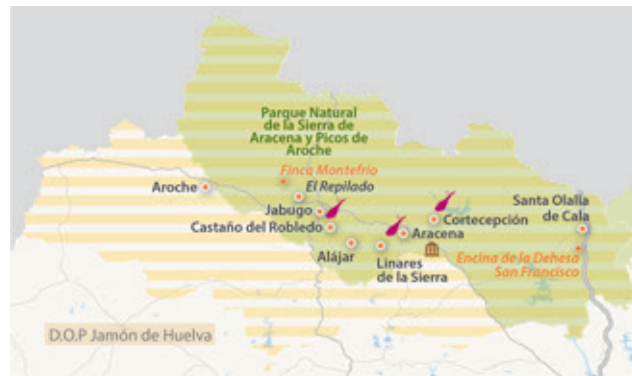 Parque Natural
de la Sierra de
Aracena y Picos de
Aroche
Finca Montefrío
El Repilado
Aroche
Jabugo
Castaño del Robledo
Alájar
Linares
de la Sierra
Aracena
Cortecepción
Santa Olalla
de Cala
Encina de la Dehesa
San Francisco
D.O.P Jamón de Huelva